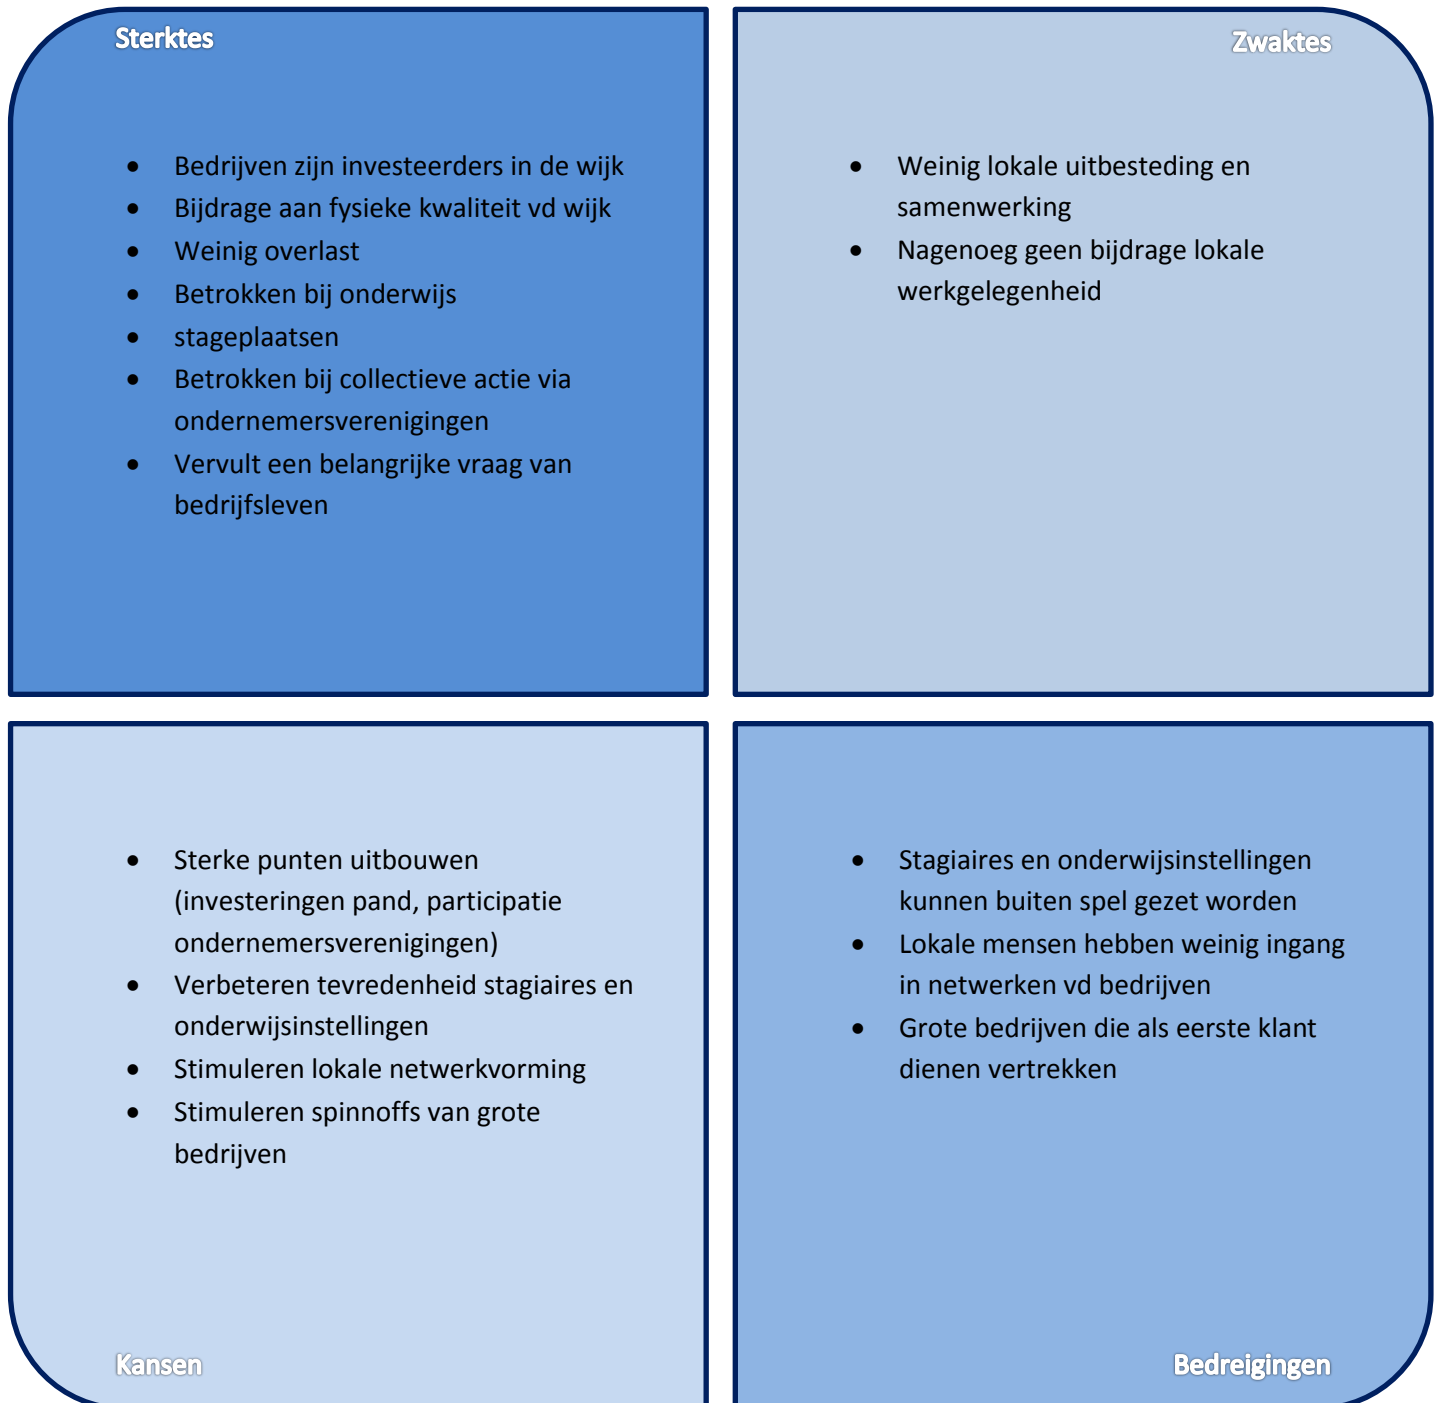 Sterktes
• Bedrijven zijn investeerders in de wijk
• Bijdrage aan fysieke kwaliteit vd wijk
• Weinig overlast
• Betrokken bij onderwijs
• stageplaatsen
• Betrokken bij collectieve actie via
ondernemersverenigingen
• Vervult een belangrijke vraag van
bedrijfsleven
Zwaktes
• Weinig lokale uitbesteding en
samenwerking
• Nagenoeg geen bijdrage lokale
werkgelegenheid
• Sterke punten uitbouwen
(investeringen pand, participatie
ondernemersverenigingen)
• Verbeteren tevredenheid stagiaires en
onderwijsinstellingen
• Stimuleren lokale netwerkvorming
• Stimuleren spinnoffs van grote
bedrijven
Kansen
• Stagiaires en onderwijsinstellingen
kunnen buiten spel gezet worden
• Lokale mensen hebben weinig ingang
in netwerken vd bedrijven
• Grote bedrijven die als eerste klant
dienen vertrekken
Bedreigingen